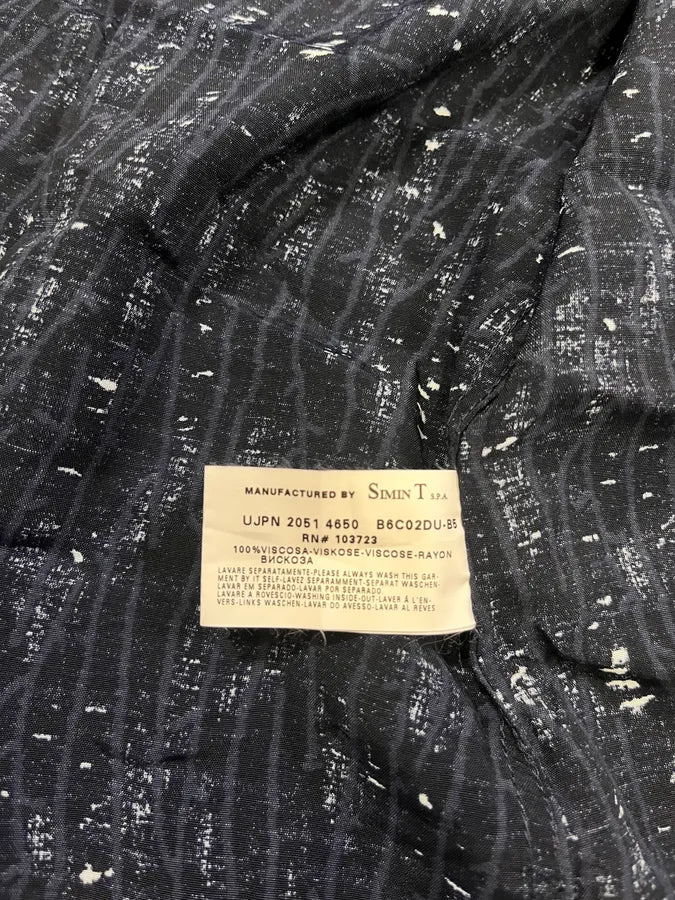 MANUFACTURED BY SIMIN T S.P.A.
UJPN 2051 4650 B6C02DU-B5
RN# 103723
100%VISCOSA-VISKOSE-VISCOSE-RAYON
ВИСКОЗА
LAVARE SEPARATAMENTE-PLEASE ALWAYS WASH THIS GAR-
MENT BY IT SELF-LAVEZ SEPARAMMENT-SEPARAT WASCHEN-
LAVAR EM SEPARADO-LAVAR POR SEPARADO
LAVARE A ROVESCIO-WASHING INSIDE-OUT-LAVER Á L'EN-
VERS-LINKS WASCHEN-LAVAR DO AVESSO-LAVAR AL REVES